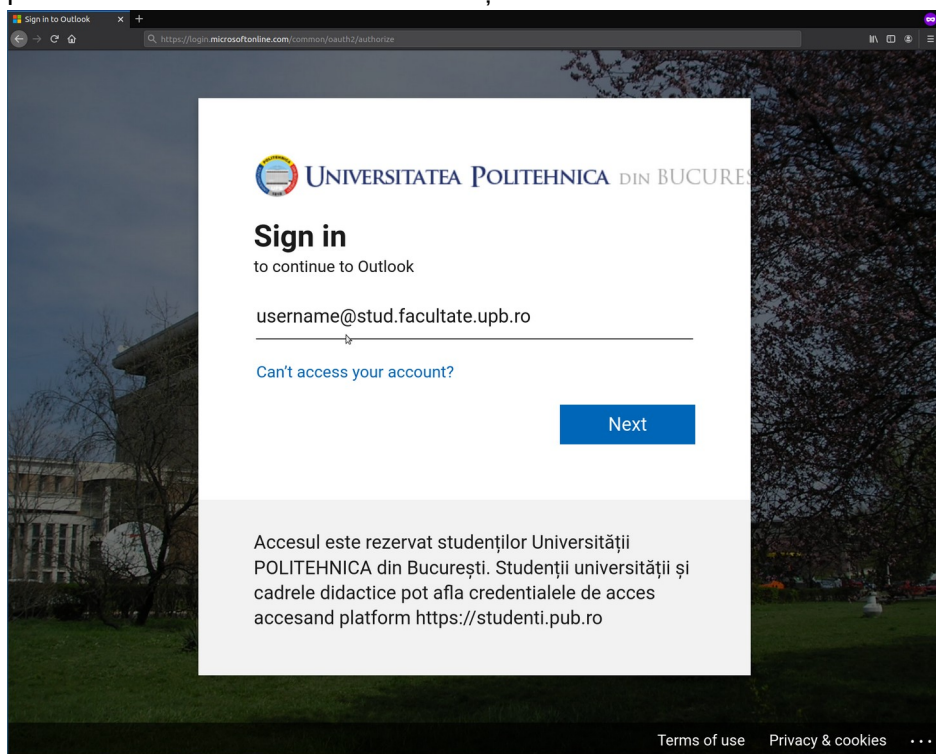 Sign in to Outlook
https://login.microsoftonline.com/common/oauth2/authorize
UNIVERSITATEA POLITEHNICA DIN BUCUREȘ
Sign in
to continue to Outlook
username@stud.facultate.upb.ro
Can't access your account?
Next
Accesul este rezervat studenților Universității
POLITEHNICA din București. Studenții universității și
cadrele didactice pot afla credentialele de acces
accesand platform https://studenti.pub.ro
Terms of use Privacy & cookies ...